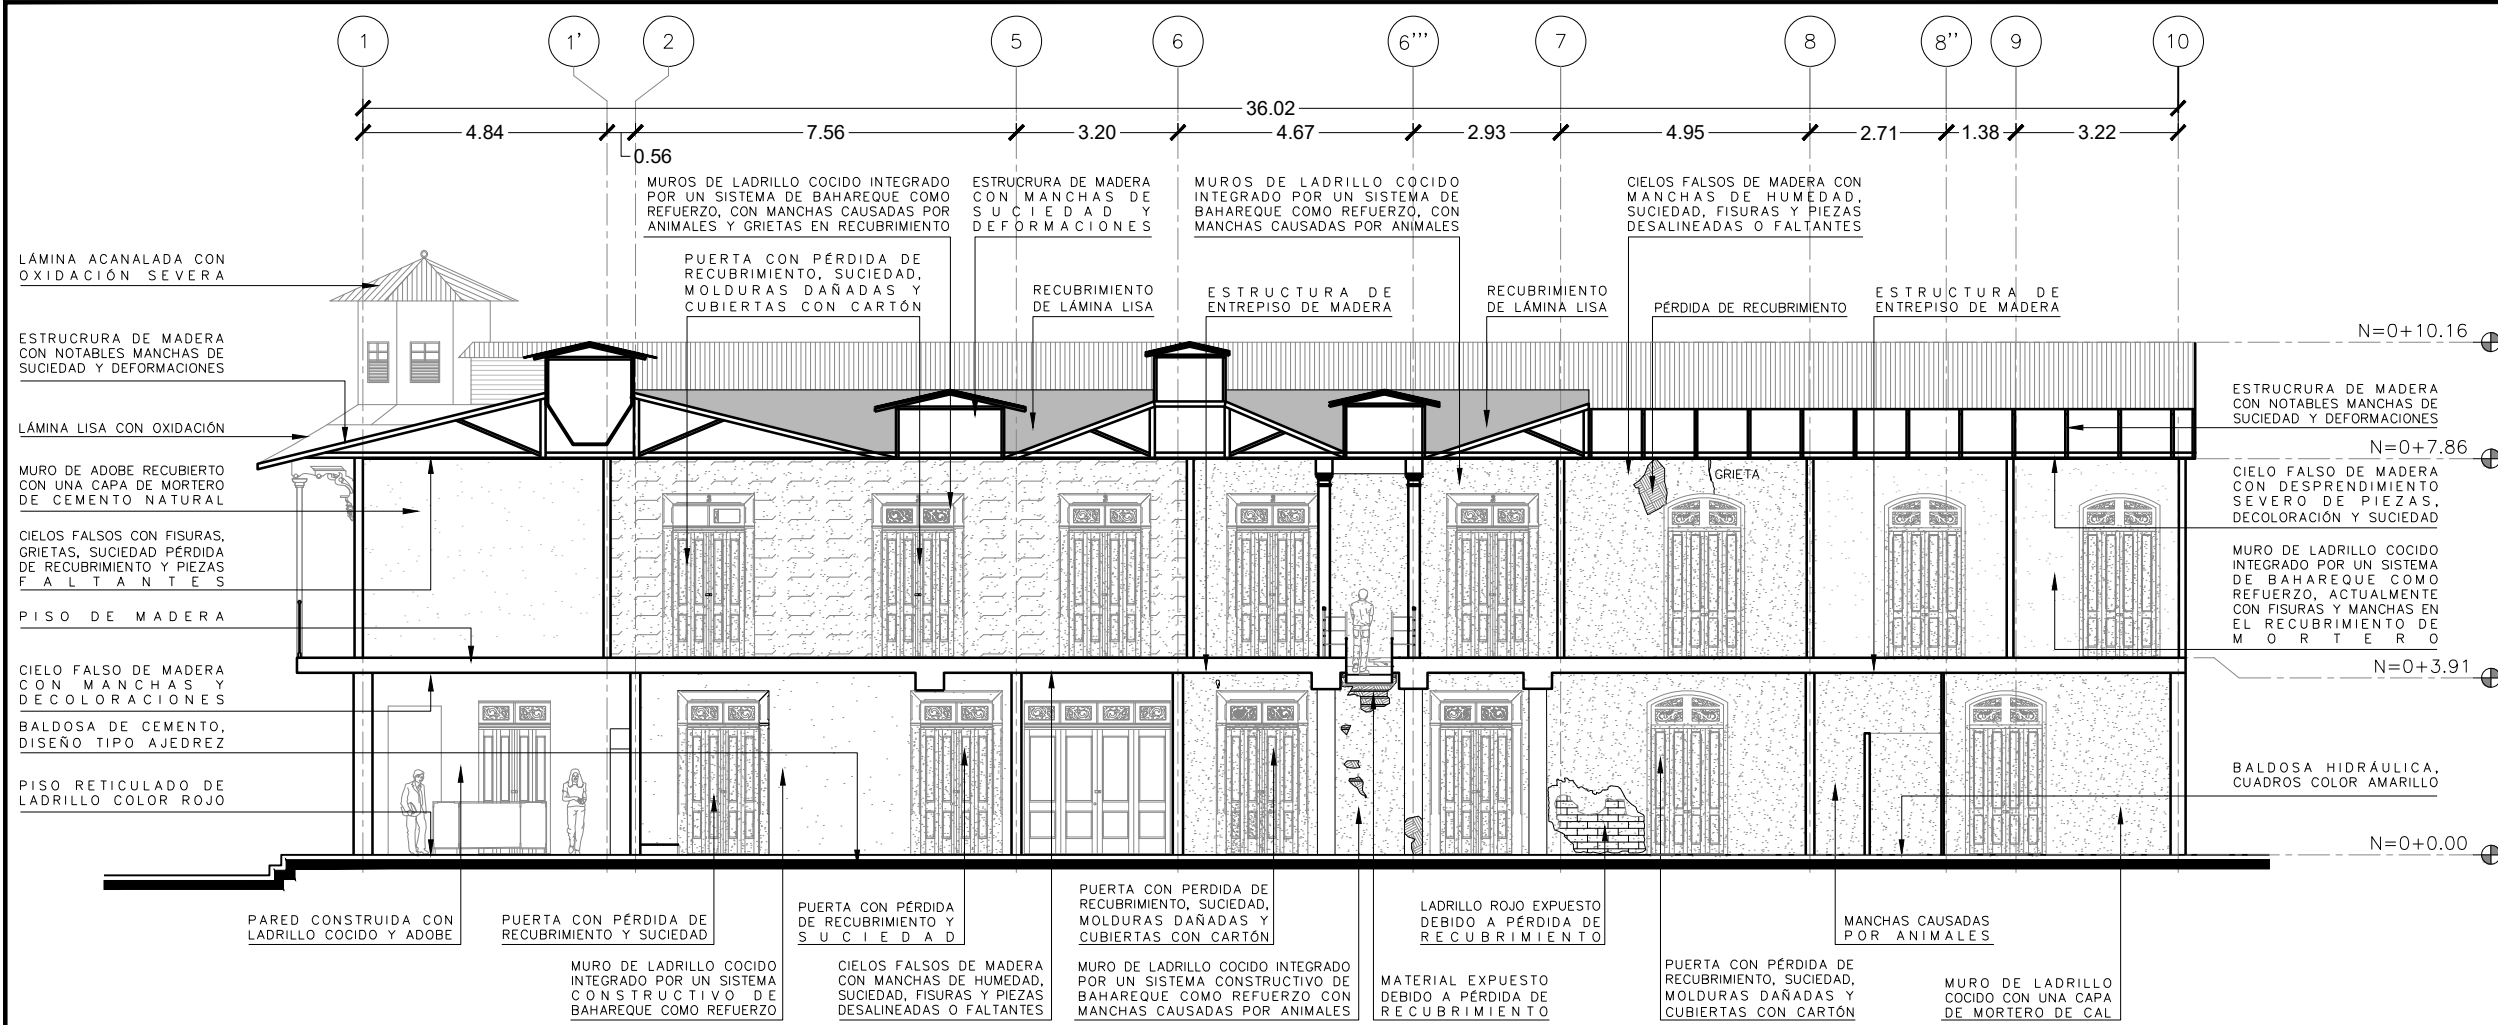 1
1'
2
5
6
6'''
7
8
8''
9
10
36.02
4.84
7.56
3.20
4.67
2.93
4.95
2.71
1.38
3.22
0.56
MUROS DE LADRILLO COCIDO INTEGRADO
POR UN SISTEMA DE BAHAREQUE COMO
REFUERZO, CON MANCHAS CAUSADAS POR
ANIMALES Y GRIETAS EN RECUBRIMIENTO
ESTRUCRURA DE MADERA
CON MANCHAS DE
SUCIEDAD Y
DEFORMACIONES
MUROS DE LADRILLO COCIDO
INTEGRADO POR UN SISTEMA DE
BAHAREQUE COMO REFUERZO, CON
MANCHAS CAUSADAS POR ANIMALES
CIELOS FALSOS DE MADERA CON
MANCHAS DE HUMEDAD,
SUCIEDAD, FISURAS Y PIEZAS
DESALINEADAS O FALTANTES
LÁMINA ACANALADA CON
OXIDACIÓN SEVERA
PUERTA CON PÉRDIDA DE
RECUBRIMIENTO, SUCIEDAD,
MOLDURAS DAÑADAS Y
CUBIERTAS CON CARTÓN
RECUBRIMIENTO
DE LÁMINA LISA
ESTRUCTURA DE
ENTREPISO DE MADERA
RECUBRIMIENTO
DE LÁMINA LISA
PÉRDIDA DE RECUBRIMIENTO
ESTRUCTURA DE
ENTREPISO DE MADERA
N=0+10.16
ESTRUCRURA DE MADERA
CON NOTABLES MANCHAS DE
SUCIEDAD Y DEFORMACIONES
ESTRUCRURA DE MADERA
CON NOTABLES MANCHAS DE
SUCIEDAD Y DEFORMACIONES
LÁMINA LISA CON OXIDACIÓN
N=0+7.86
MURO DE ADOBE RECUBIERTO
CON UNA CAPA DE MORTERO
DE CEMENTO NATURAL
GRIETA
CIELO FALSO DE MADERA
CON DESPRENDIMIENTO
SEVERO DE PIEZAS,
DECOLORACIÓN Y SUCIEDAD
CIELOS FALSOS CON FISURAS,
GRIETAS, SUCIEDAD PÉRDIDA
DE RECUBRIMIENTO Y PIEZAS
FALTANTES
MURO DE LADRILLO COCIDO
INTEGRADO POR UN SISTEMA
DE BAHAREQUE COMO
REFUERZO, ACTUALMENTE
CON FISURAS Y MANCHAS EN
EL RECUBRIMIENTO DE
MORTERO
PISO DE MADERA
N=0+3.91
CIELO FALSO DE MADERA
CON MANCHAS Y
DECOLORACIONES
BALDOSA DE CEMENTO,
DISEÑO TIPO AJEDREZ
PISO RETICULADO DE
LADRILLO COLOR ROJO
BALDOSA HIDRÁULICA,
CUADROS COLOR AMARILLO
N=0+0.00
PARED CONSTRUIDA CON
LADRILLO COCIDO Y ADOBE
PUERTA CON PÉRDIDA DE
RECUBRIMIENTO Y SUCIEDAD
PUERTA CON PÉRDIDA
DE RECUBRIMIENTO Y
SUCIEDAD
PUERTA CON PERDIDA DE
RECUBRIMIENTO, SUCIEDAD,
MOLDURAS DAÑADAS Y
CUBIERTAS CON CARTÓN
LADRILLO ROJO EXPUESTO
DEBIDO A PÉRDIDA DE
RECUBRIMIENTO
MANCHAS CAUSADAS
POR ANIMALES
MURO DE LADRILLO COCIDO
INTEGRADO POR UN SISTEMA
CONSTRUCTIVO DE
BAHAREQUE COMO REFUERZO
CIELOS FALSOS DE MADERA
CON MANCHAS DE HUMEDAD,
SUCIEDAD, FISURAS Y PIEZAS
DESALINEADAS O FALTANTES
MURO DE LADRILLO COCIDO INTEGRADO
POR UN SISTEMA CONSTRUCTIVO DE
BAHAREQUE COMO REFUERZO CON
MANCHAS CAUSADAS POR ANIMALES
MATERIAL EXPUESTO
DEBIDO A PÉRDIDA DE
RECUBRIMIENTO
PUERTA CON PÉRDIDA DE
RECUBRIMIENTO, SUCIEDAD,
MOLDURAS DAÑADAS Y
CUBIERTAS CON CARTÓN
MURO DE LADRILLO
COCIDO CON UNA CAPA
DE MORTERO DE CAL